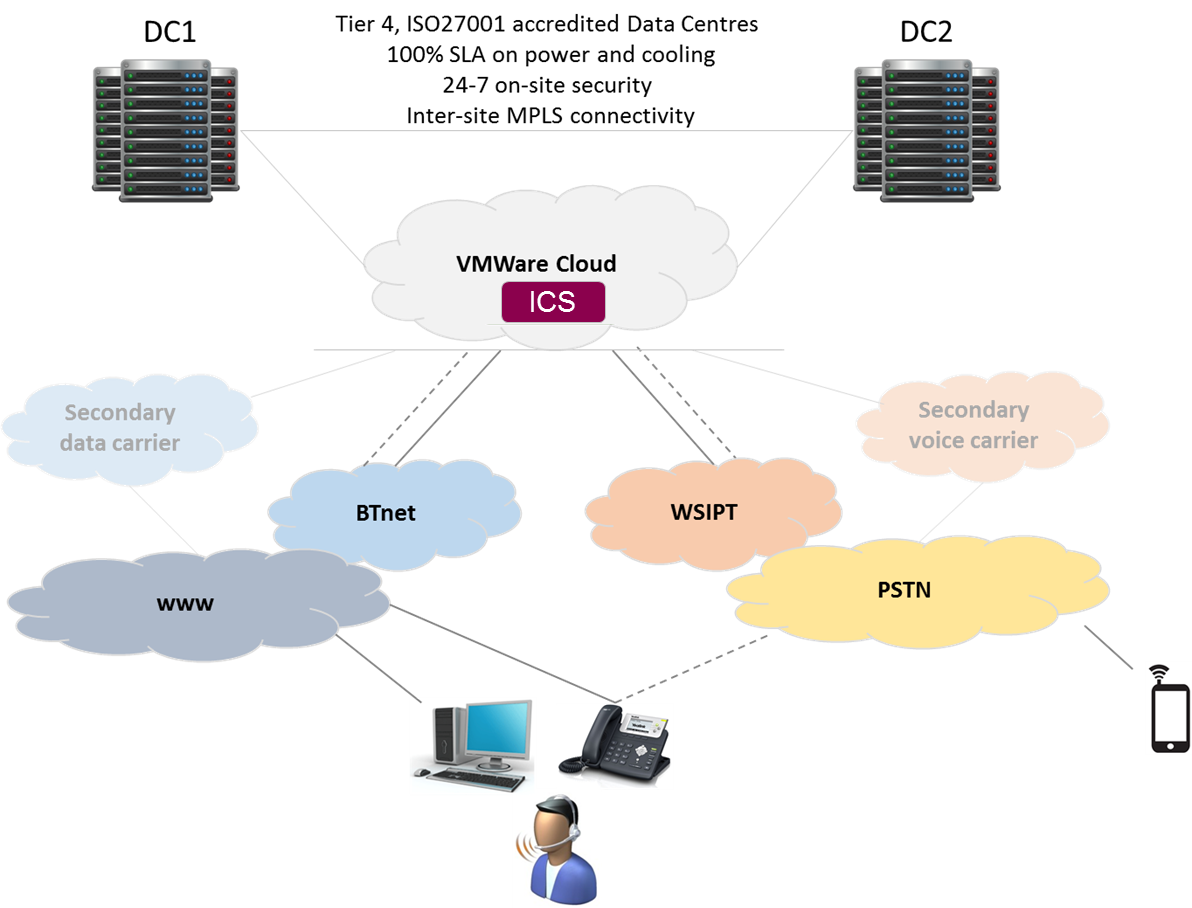 DC1
Tier 4, ISO27001 accredited Data Centres
100% SLA on power and cooling
24-7 on-site security
Inter-site MPLS connectivity
DC2
VMWare Cloud
ICS
Secondary
data carrier
Secondary
voice carrier
BTnet
WSIPT
www
PSTN